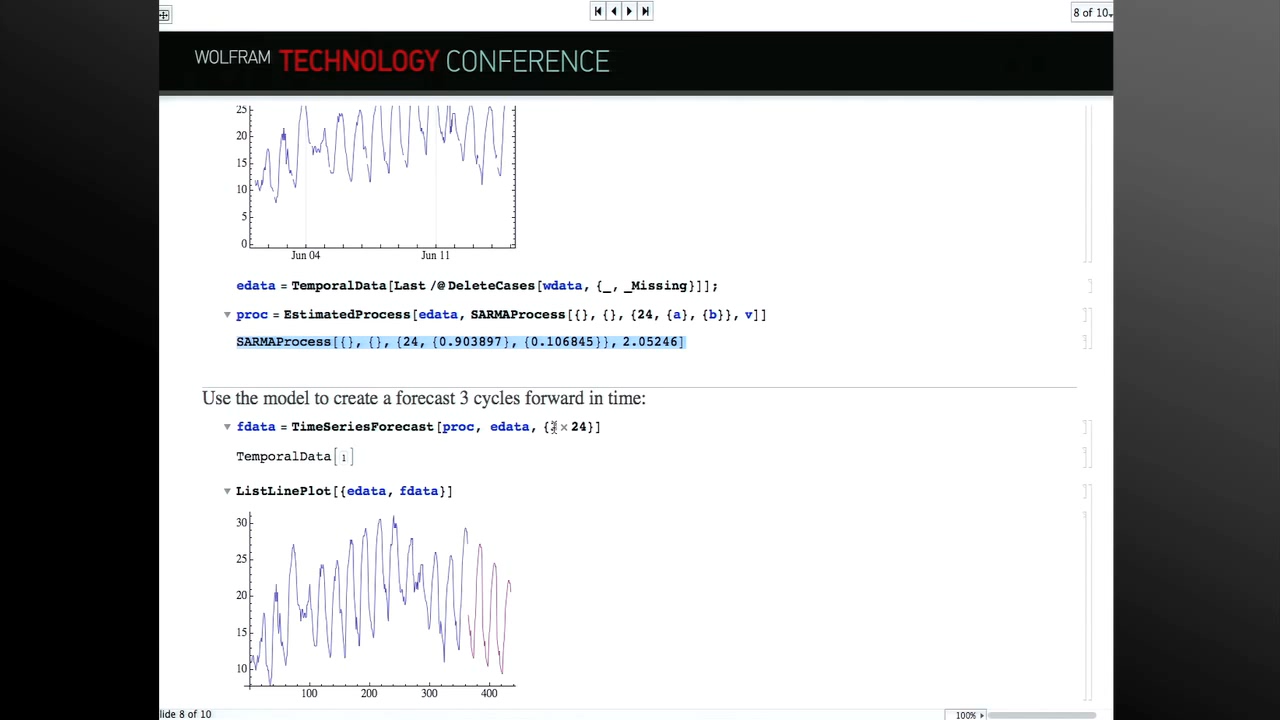 8 of 10
WOLFRAM TECHNOLOGY CONFERENCE
25
20
15
10
5
0
Jun 04 Jun 11
edata = TemporalData[Last /@ DeleteCases[wdata, {_, _Missing}]];
proc = EstimatedProcess[edata, SARMAProcess[{}, {}, {24, {a}, {b}}, v]]
SARMAProcess[{}, {}, {24, {0.903897}, {0.106845}}, 2.05246]
Use the model to create a forecast 3 cycles forward in time:
fdata = TimeSeriesForecast[proc, edata, { × 24}]
TemporalData[1]
ListLinePlot[{edata, fdata}]
30
25
20
15
10
100 200 300 400
lide 8 of 10
100%